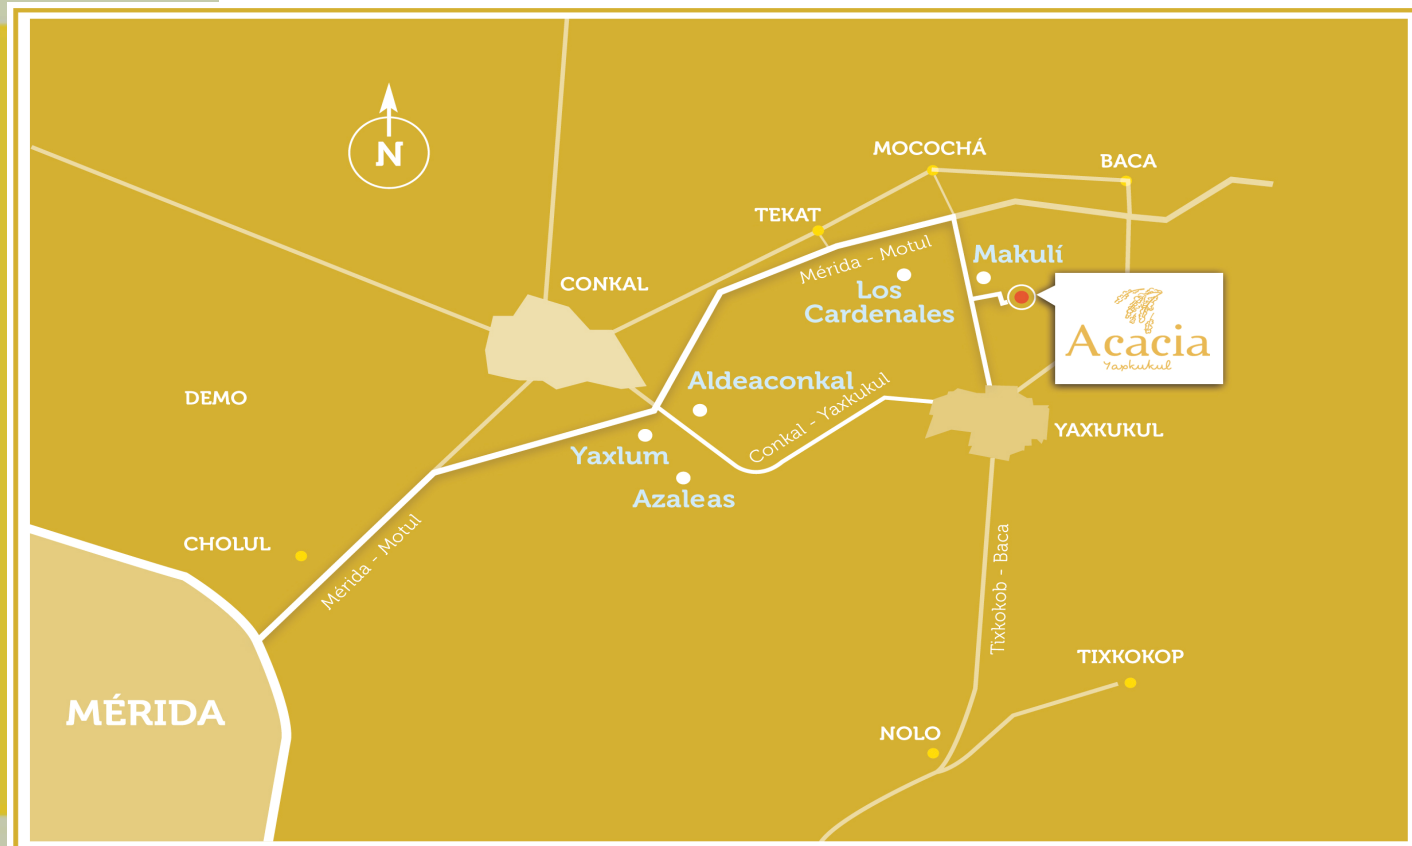 N
MOCOCHÁ
BACA
TEKAT
Mérida - Motul
Makulí
CONKAL
Los
Cardenales
Acacia
Yaxkukul
Aldeaconkal
DEMO
Conkal - Yaxkukul
YAXKUKUL
Yaxlum
Azaleas
CHOLUL
Mérida - Motul
Tixkokob - Baca
TIXKOKOP
MÉRIDA
NOLO